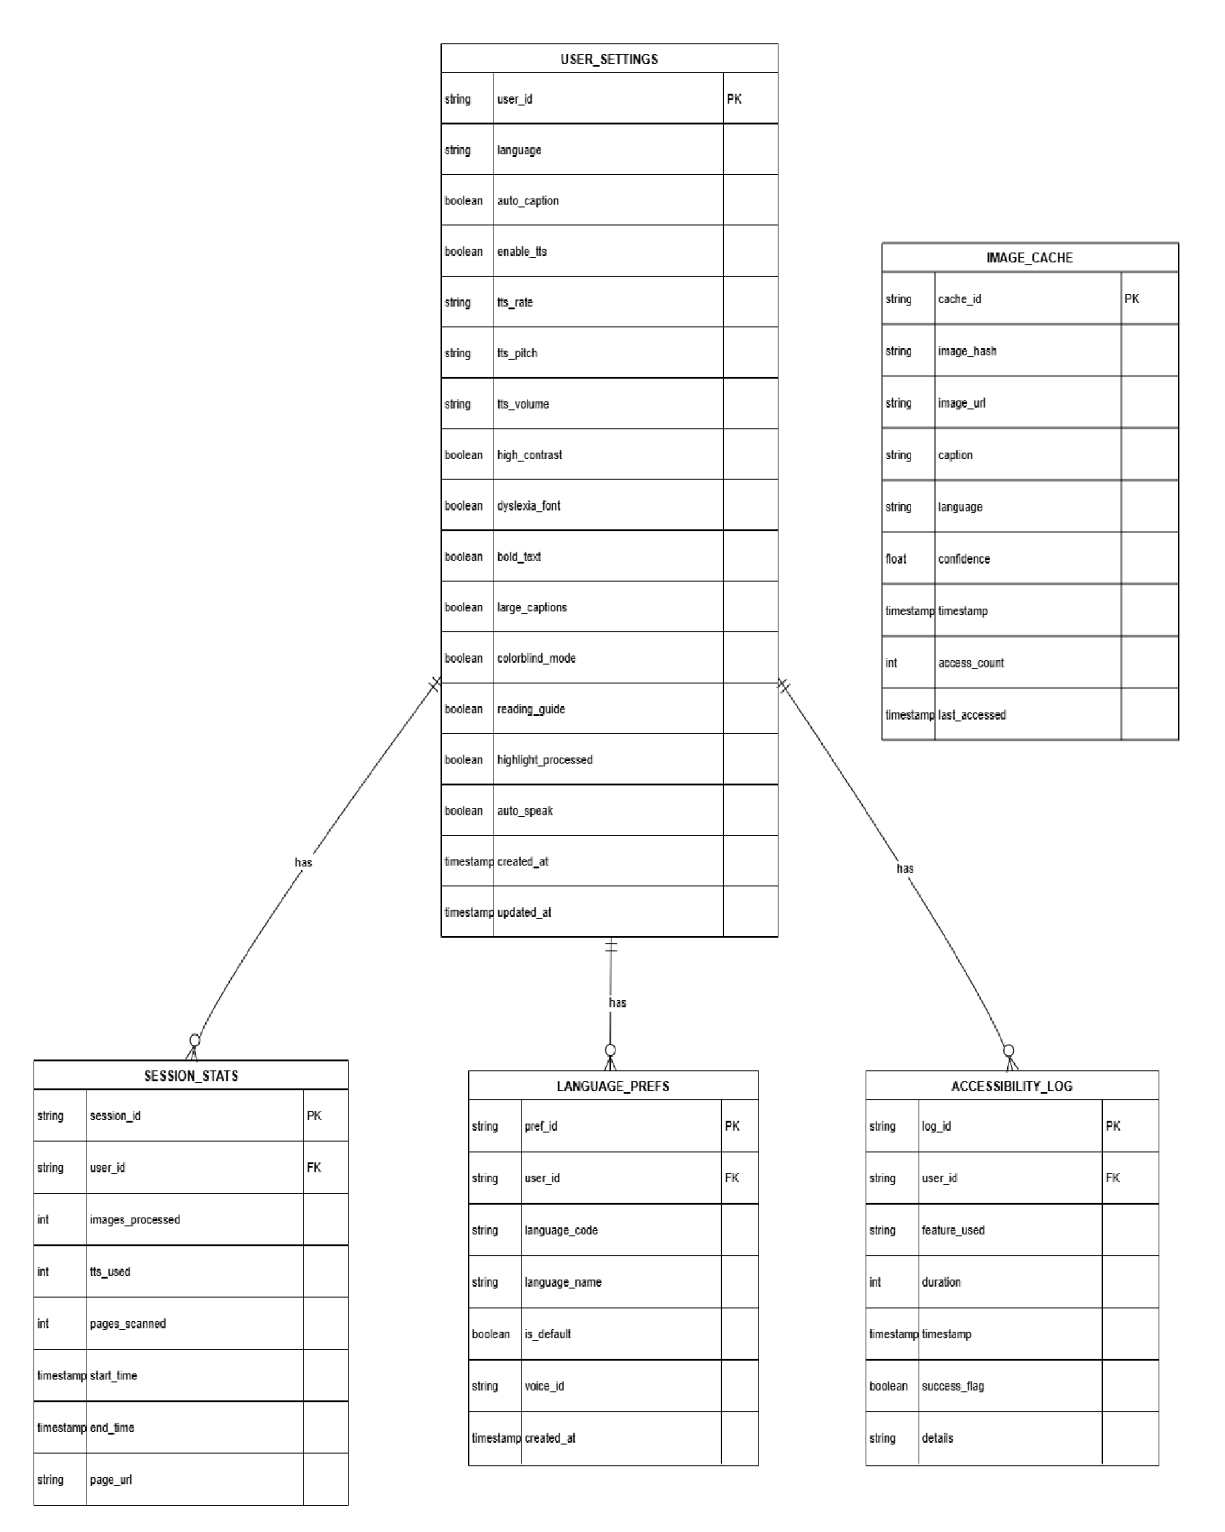 USER_SETTINGS
string user_id PK
string language
boolean auto_caption
boolean enable_tts
string tts_rate
string tts_pitch
string tts_volume
boolean high_contrast
boolean dyslexia_font
boolean bold_text
boolean large_captions
boolean colorblind_mode
boolean reading_guide
boolean highlight_processed
boolean auto_speak
timestamp created_at
timestamp updated_at
IMAGE_CACHE
string cache_id PK
string image_hash
string image_url
string caption
string language
float confidence
timestamp timestamp
int access_count
timestamp last_accessed
has
has
has
SESSION_STATS
string session_id PK
string user_id FK
int images_processed
int tts_used
int pages_scanned
timestamp start_time
timestamp end_time
string page_url
LANGUAGE_PREFS
string pref_id PK
string user_id FK
string language_code
string language_name
boolean is_default
string voice_id
timestamp created_at
ACCESSIBILITY_LOG
string log_id PK
string user_id FK
string feature_used
int duration
timestamp timestamp
boolean success_flag
string details